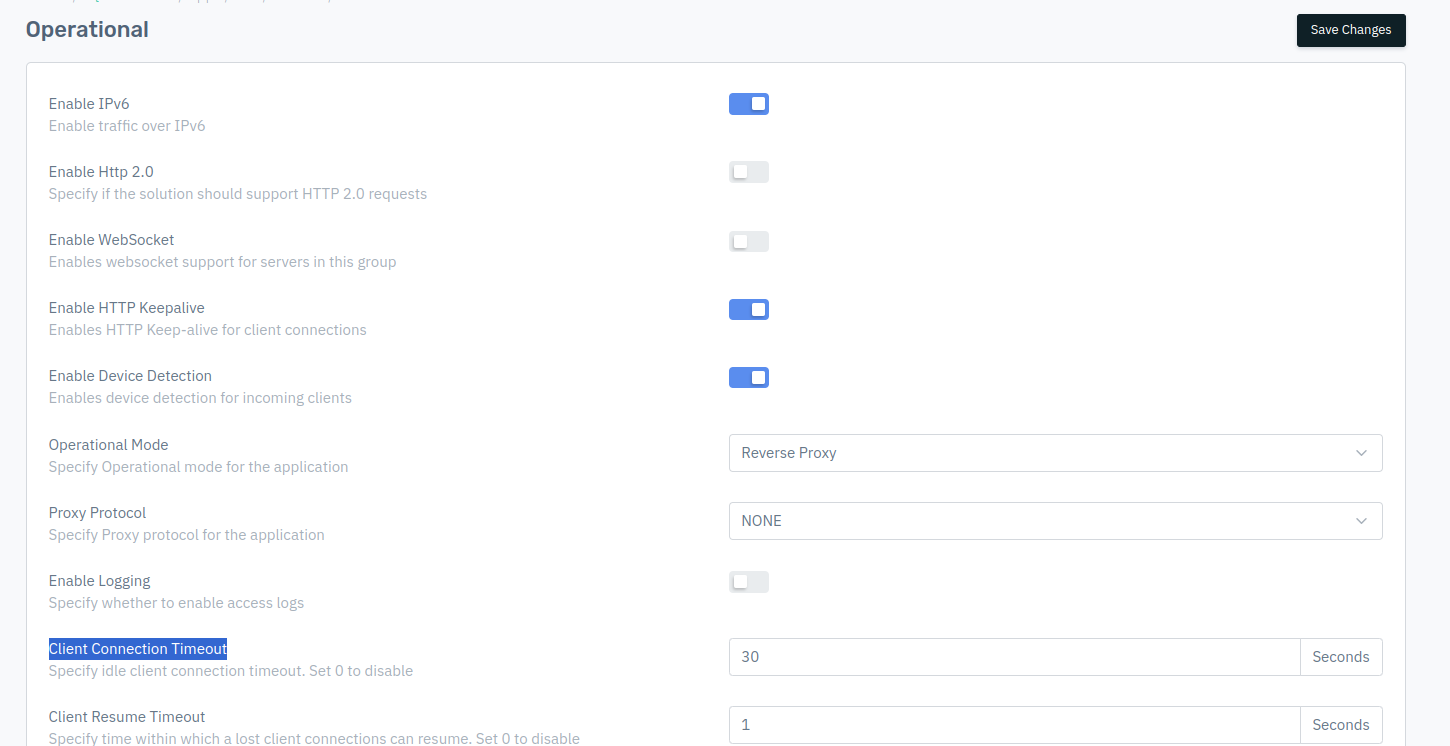 Operational
Save Changes
Enable IPv6
Enable traffic over IPv6
Enable Http 2.0
Specify if the solution should support HTTP 2.0 requests
Enable WebSocket
Enables websocket support for servers in this group
Enable HTTP Keepalive
Enables HTTP Keep-alive for client connections
Enable Device Detection
Enables device detection for incoming clients
Operational Mode
Specify Operational mode for the application
Reverse Proxy
Proxy Protocol
Specify Proxy protocol for the application
NONE
Enable Logging
Specify whether to enable access logs
Client Connection Timeout
Specify idle client connection timeout. Set 0 to disable
30 Seconds
Client Resume Timeout
Specify time within which a lost client connections can resume. Set 0 to disable
1 Seconds